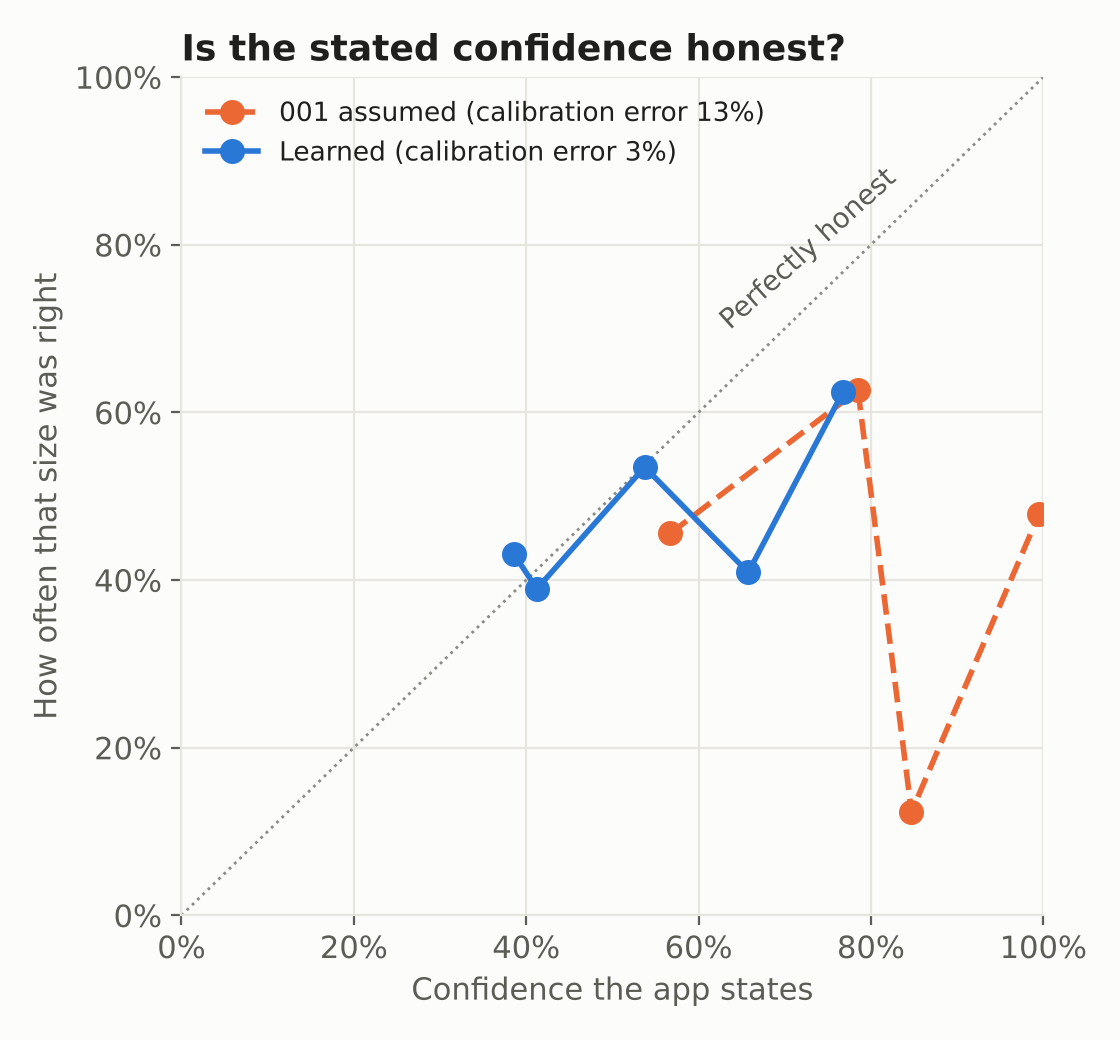 Is the stated confidence honest?
100%
001 assumed (calibration error 13%)
Learned (calibration error 3%)
Perfectly honest
80%
60%
40%
20%
0%
How often that size was right
0% 20% 40% 60% 80% 100%
Confidence the app states